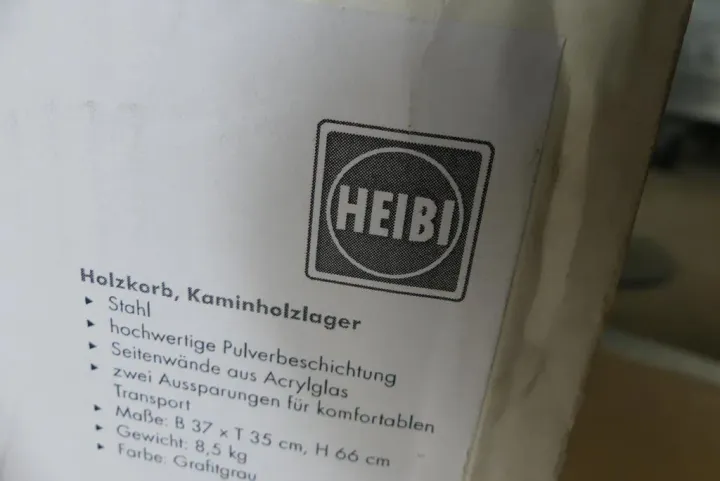 HEIBI
Holzkorb, Kaminholzlager
▸ Stahl
▸ hochwertige Pulverbeschichtung
▸ Seitenwände aus Acrylglas
▸ zwei Aussparungen für komfortablen
Transport
▸ Maße: B 37 x T 35 cm, H 66 cm
▸ Gewicht: 8,5 kg
▸ Farbe: Grafitgrau